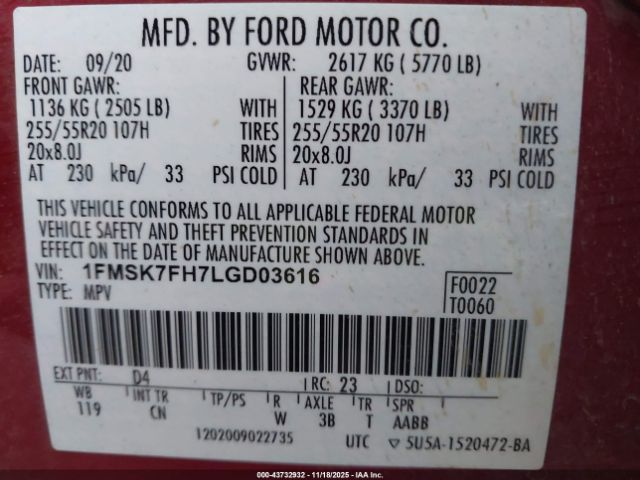 MFD. BY FORD MOTOR CO.
DATE: 09/20 GVWR: 2617 KG ( 5770 LB)
FRONT GAWR: REAR GAWR:
1136 KG ( 2505 LB) WITH 1529 KG ( 3370 LB) WITH
255/55R20 107H TIRES 255/55R20 107H TIRES
20x8.0J RIMS 20x8.0J RIMS
AT 230 kPa/ 33 PSI COLD AT 230 kPa/ 33 PSI COLD
THIS VEHICLE CONFORMS TO ALL APPLICABLE FEDERAL MOTOR
VEHICLE SAFETY AND THEFT PREVENTION STANDARDS IN
EFFECT ON THE DATE OF MANUFACTURE SHOWN ABOVE.
VIN: 1FMSK7FH7LGD03616 F0022
TYPE: MPV T0060
EXT PNT: D4 RC: 23 DSO:
WB INT TR TP/PS R AXLE TR SPR
119 CN W 3B T AABB
1202009022735 UTC 5U5A-1520472-BA
000-43732932 - 11/18/2025 - IAA Inc.